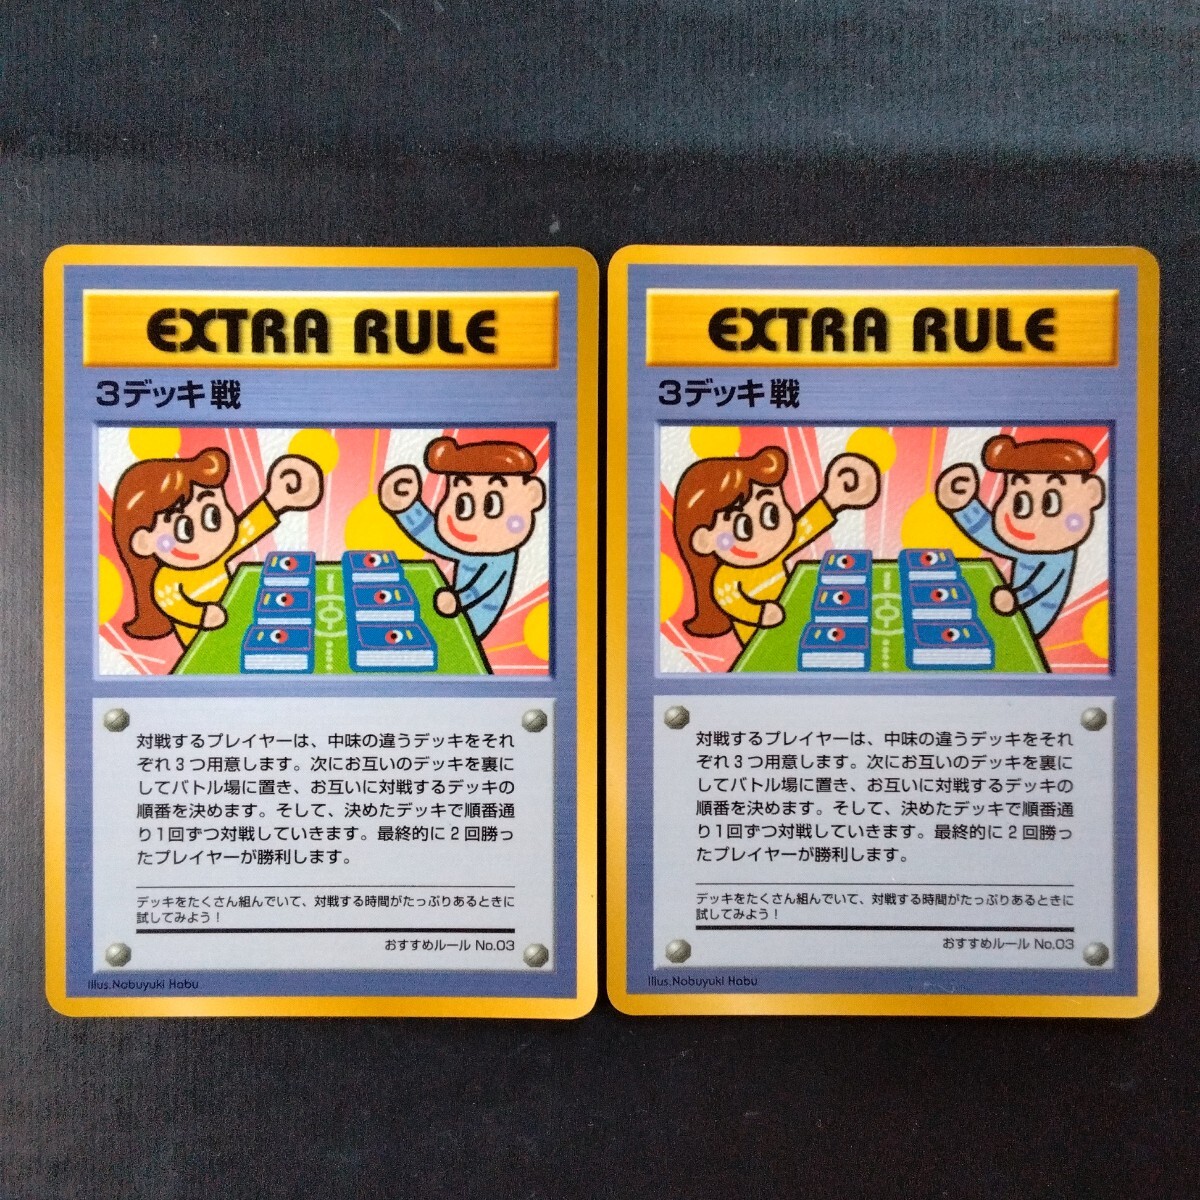 EXTRA RULE
3デッキ戦
対戦するプレイヤーは、中味の違うデッキをそれ
ぞれ3つ用意します。次にお互いのデッキを裏に
してバトル場に置き、お互いに対戦するデッキの
順番を決めます。そして、決めたデッキで順番通
り1回ずつ対戦していきます。最終的に2回勝っ
たプレイヤーが勝利します。
デッキをたくさん組んでいて、対戦する時間がたっぷりあるときに
試してみよう！
おすすめルール No.03
Illus.Nobuyuki Habu
EXTRA RULE
3デッキ戦
対戦するプレイヤーは、中味の違うデッキをそれ
ぞれ3つ用意します。次にお互いのデッキを裏に
してバトル場に置き、お互いに対戦するデッキの
順番を決めます。そして、決めたデッキで順番通
り1回ずつ対戦していきます。最終的に2回勝っ
たプレイヤーが勝利します。
デッキをたくさん組んでいて、対戦する時間がたっぷりあるときに
試してみよう！
おすすめルール No.03
Illus.Nobuyuki Habu